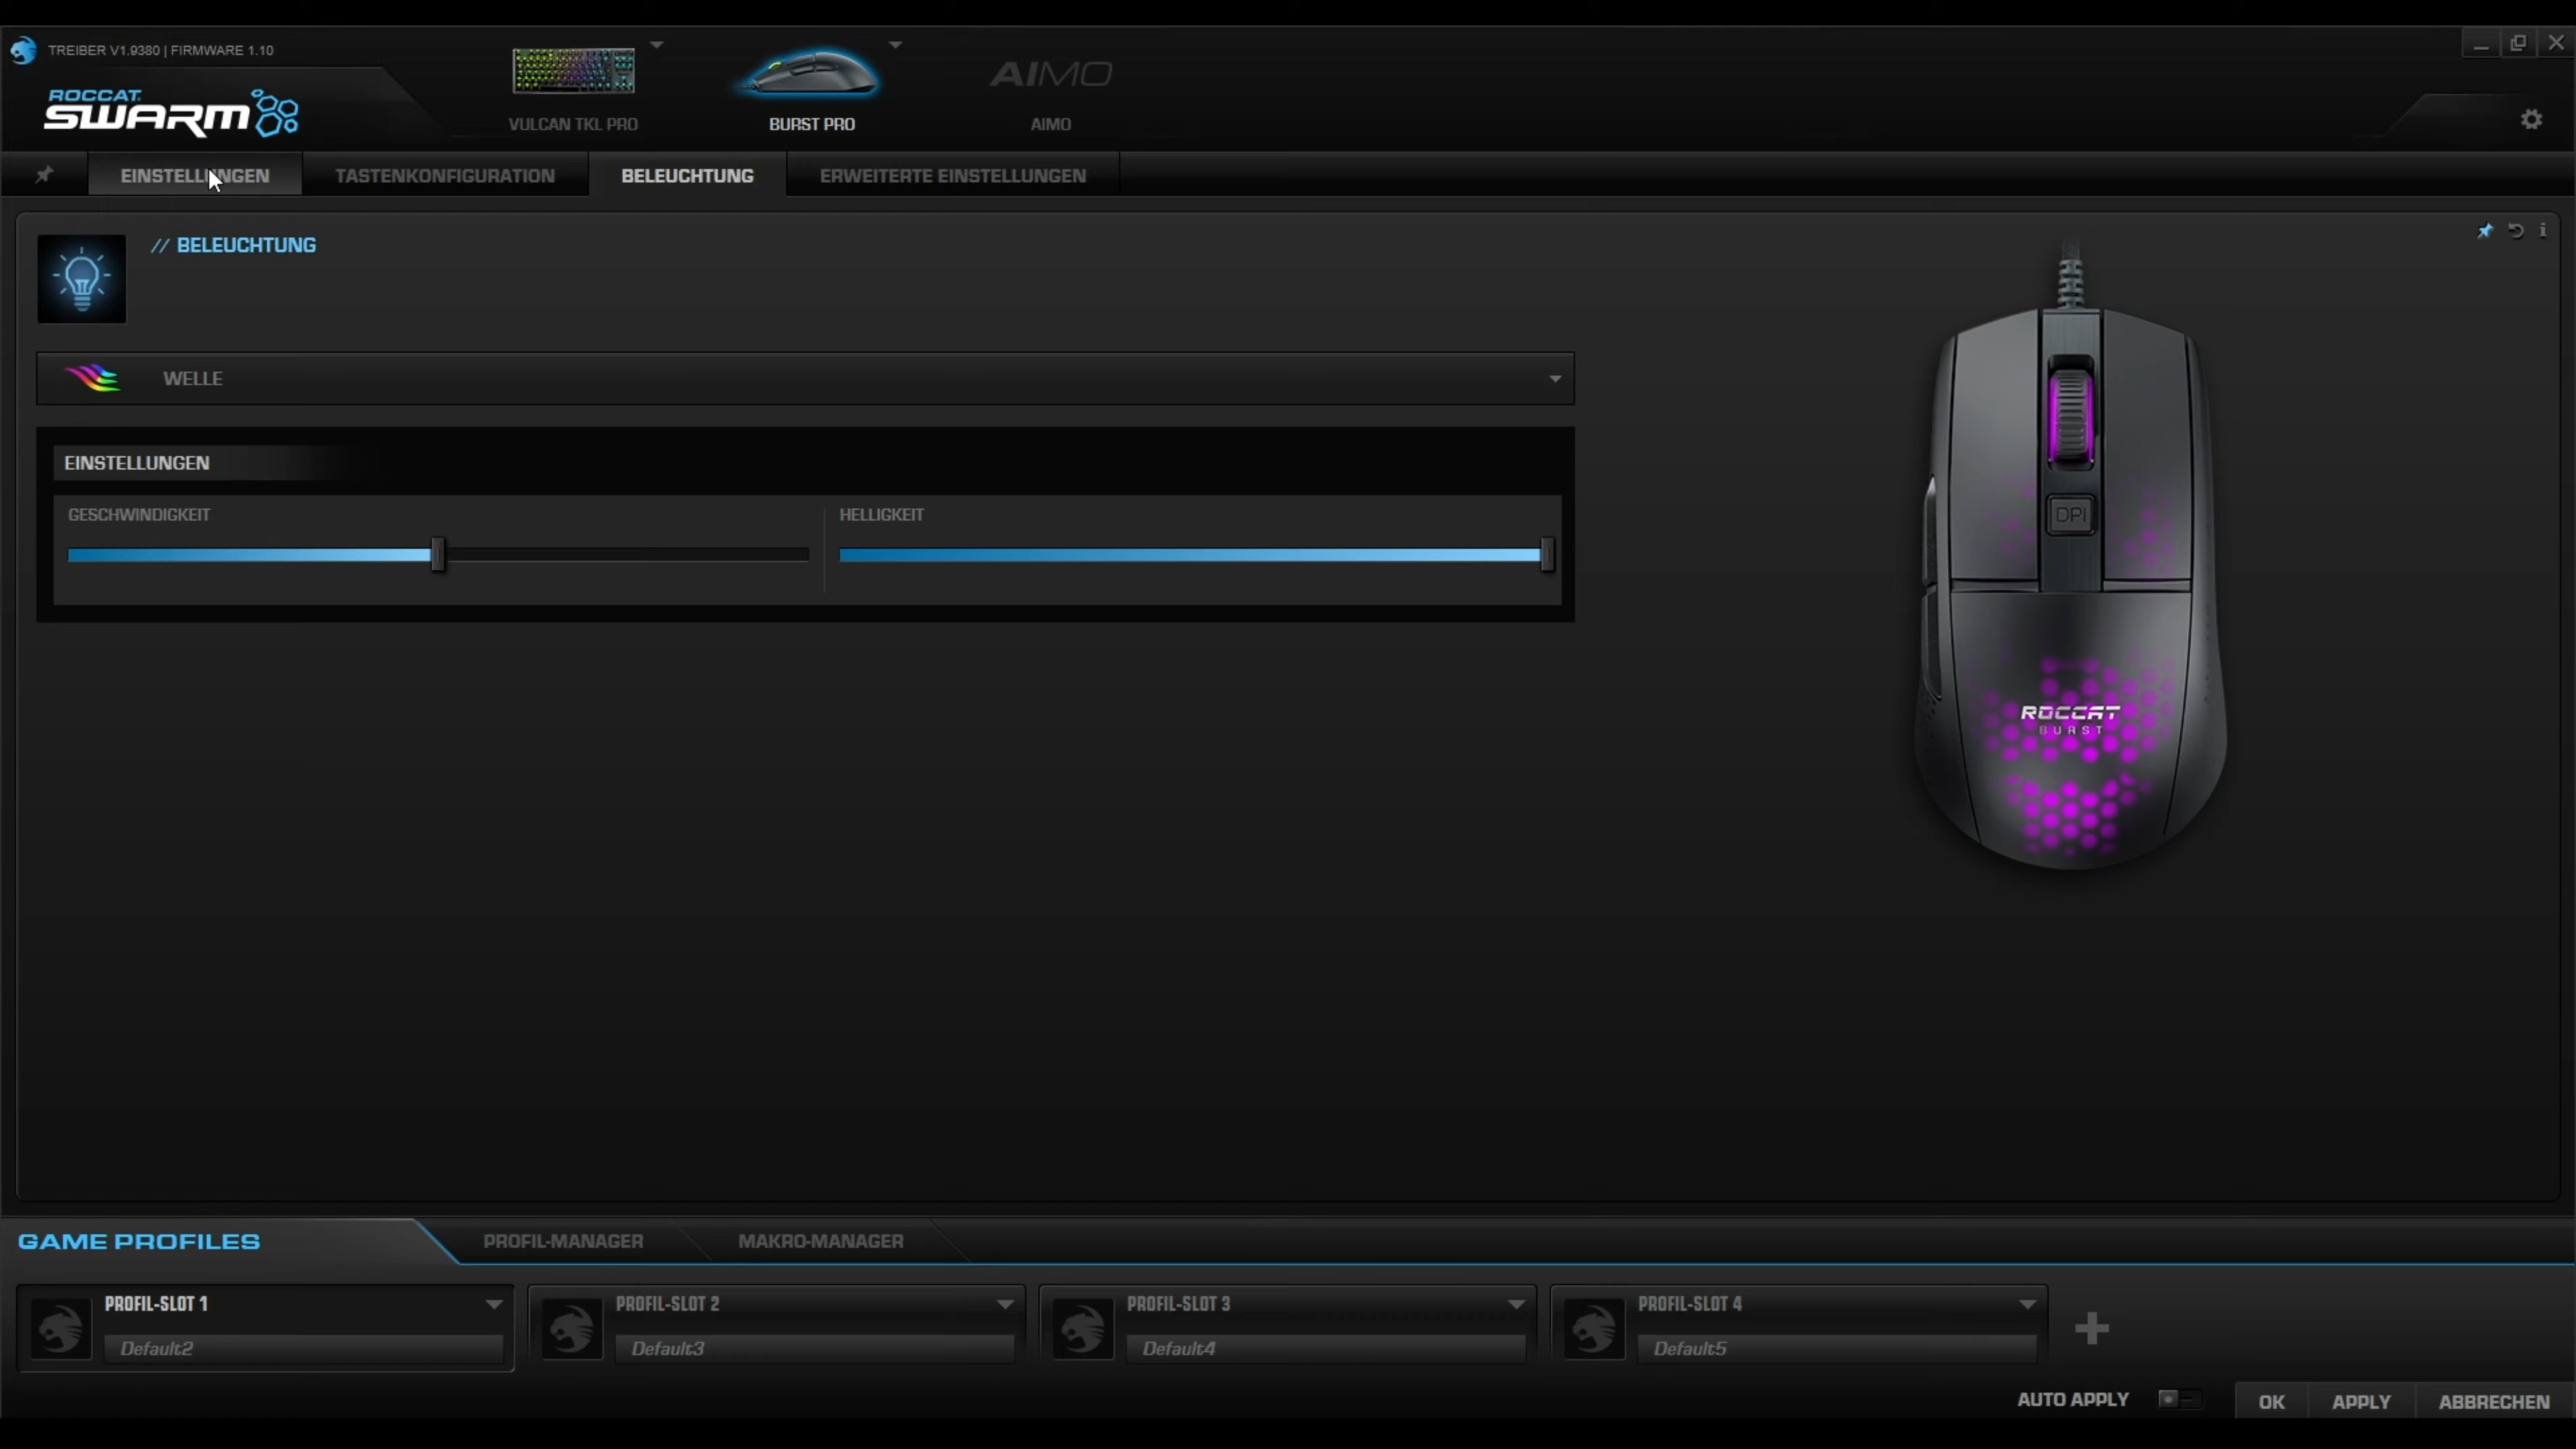 TREIBER V1.9380 | FIRMWARE 1.10
ROCCAT
SWARM
VULCAN TKL PRO
BURST PRO
AIMO
AIMO
EINSTELLUNGEN
TASTENKONFIGURATION
BELEUCHTUNG
ERWEITERTE EINSTELLUNGEN
// BELEUCHTUNG
WELLE
EINSTELLUNGEN
GESCHWINDIGKEIT
HELLIGKEIT
DPI
ROCCAT
BURST
GAME PROFILES
PROFIL-MANAGER
MAKRO-MANAGER
PROFIL-SLOT 1
Default2
PROFIL-SLOT 2
Default3
PROFIL-SLOT 3
Default4
PROFIL-SLOT 4
Default5
AUTO APPLY
OK
APPLY
ABBRECHEN